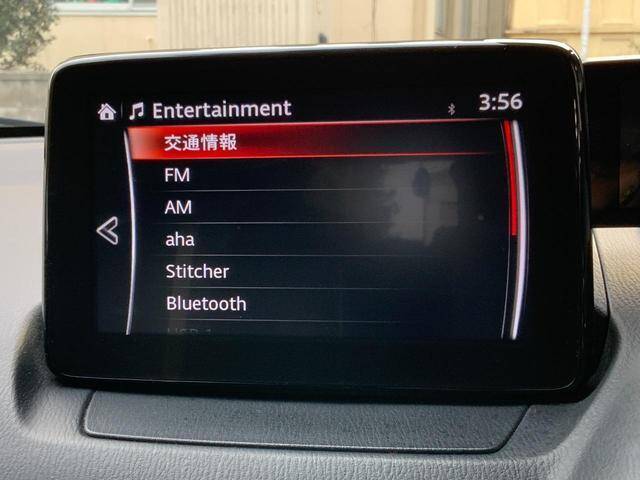 Entertainment 3:56
交通情報
FM
AM
aha
Stitcher
Bluetooth